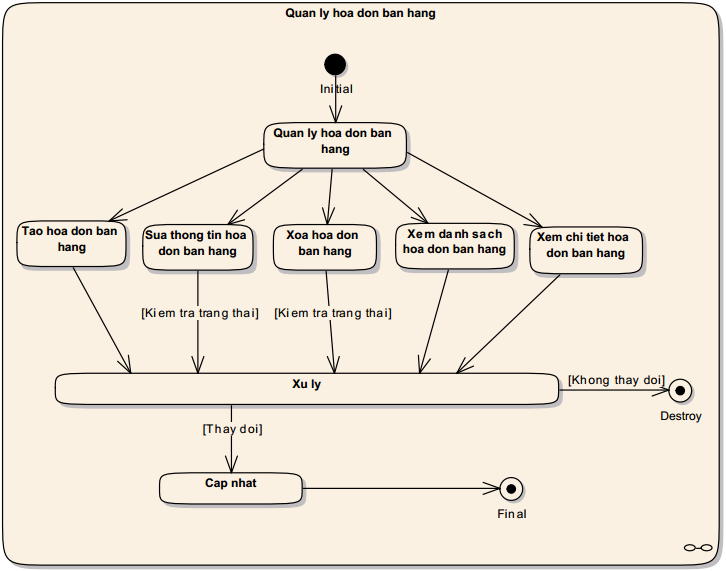 Quan ly hoa don ban hang
Initial
Quan ly hoa don ban
hang
Tao hoa don ban
hang
Sua thong tin hoa
don ban hang
Xoa hoa don
ban hang
Xem danh sach
hoa don ban hang
Xem chi tiet hoa
don ban hang
[Kiem tra trang thai]
[Kiem tra trang thai]
Xu ly
[Khong thay doi]
Destroy
[Thay doi]
Cap nhat
Final